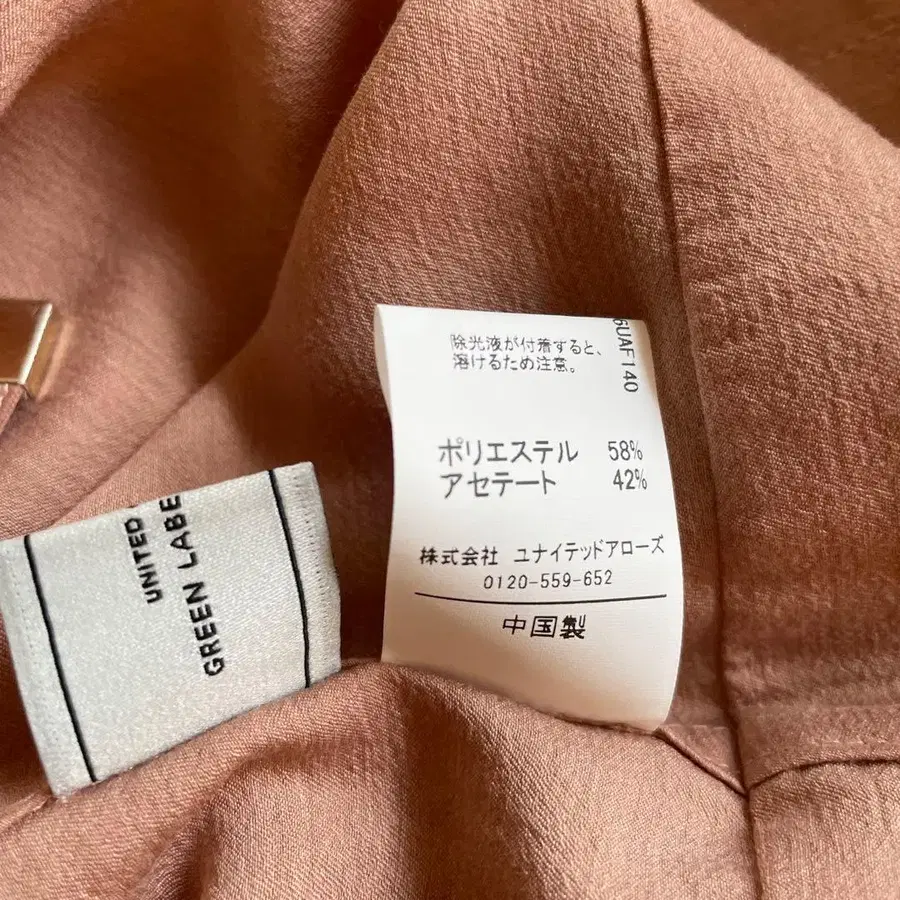 除光液が付着すると、
溶けるため注意。
6UAF140
ポリエステル 58%
アセテート 42%
株式会社 ユナイテッドアローズ
0120-559-652
中国製
UNITED
GREEN LABE